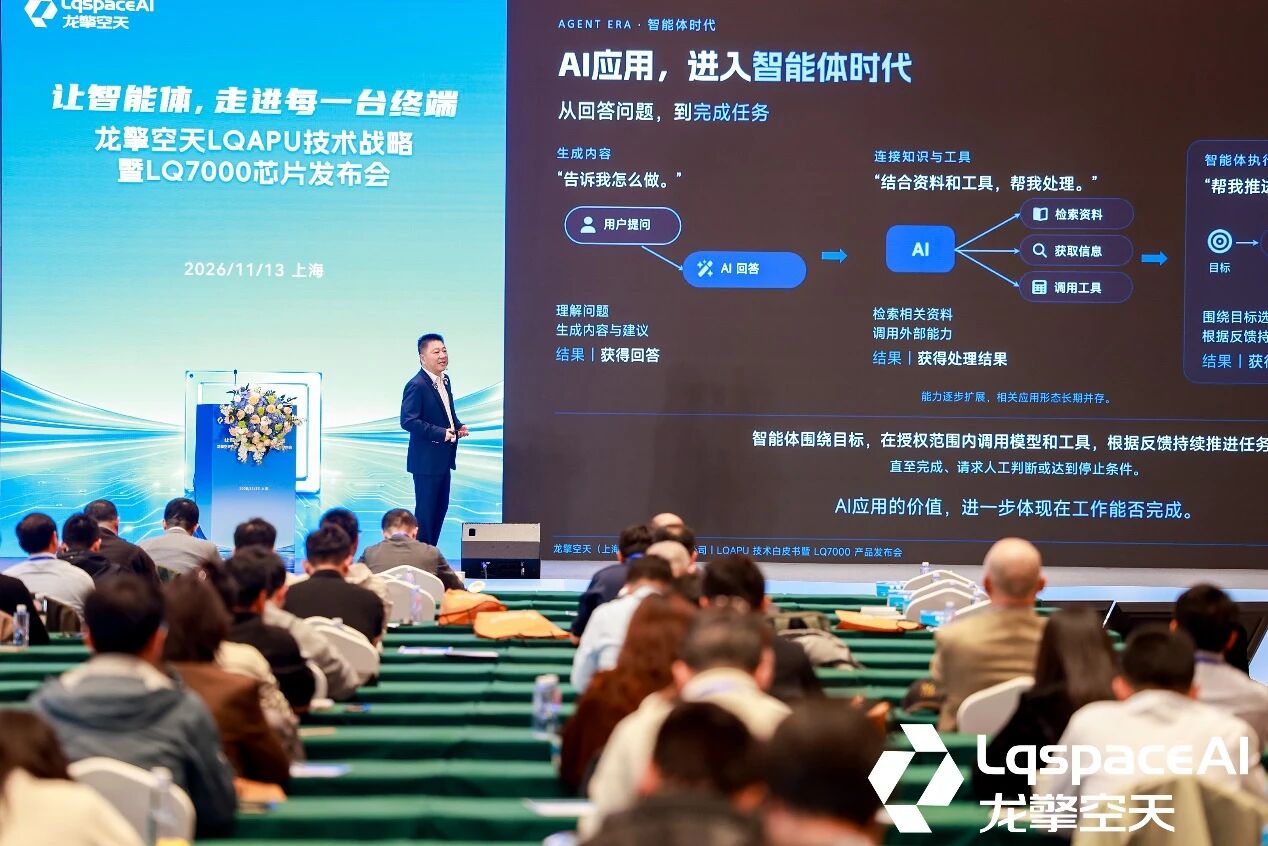 LqspaceAI
龙擎空天
让智能体,走进每一台终端
龙擎空天LQAPU技术战略
暨LQ7000芯片发布会
2026/11/13 上海
AGENT ERA · 智能体时代
AI应用，进入智能体时代
从回答问题，到完成任务
生成内容
“告诉我怎么做。”
用户提问
AI 回答
理解问题
生成内容与建议
结果｜获得回答
连接知识与工具
“结合资料和工具，帮我处理。”
AI
检索资料
获取信息
调用工具
检索相关资料
调用外部能力
结果｜获得处理结果
智能体执行
“帮我推进
目标
围绕目标选
根据反馈持
结果｜获得
能力逐步扩展，相关应用形态长期并存。
智能体围绕目标，在授权范围内调用模型和工具，根据反馈持续推进任务
直至完成、请求人工判断或达到停止条件。
AI应用的价值，进一步体现在工作能否完成。
龙擎空天（上海
司｜LQAPU 技术白皮书暨 LQ7000 产品发布会
LqspaceAI
龙擎空天